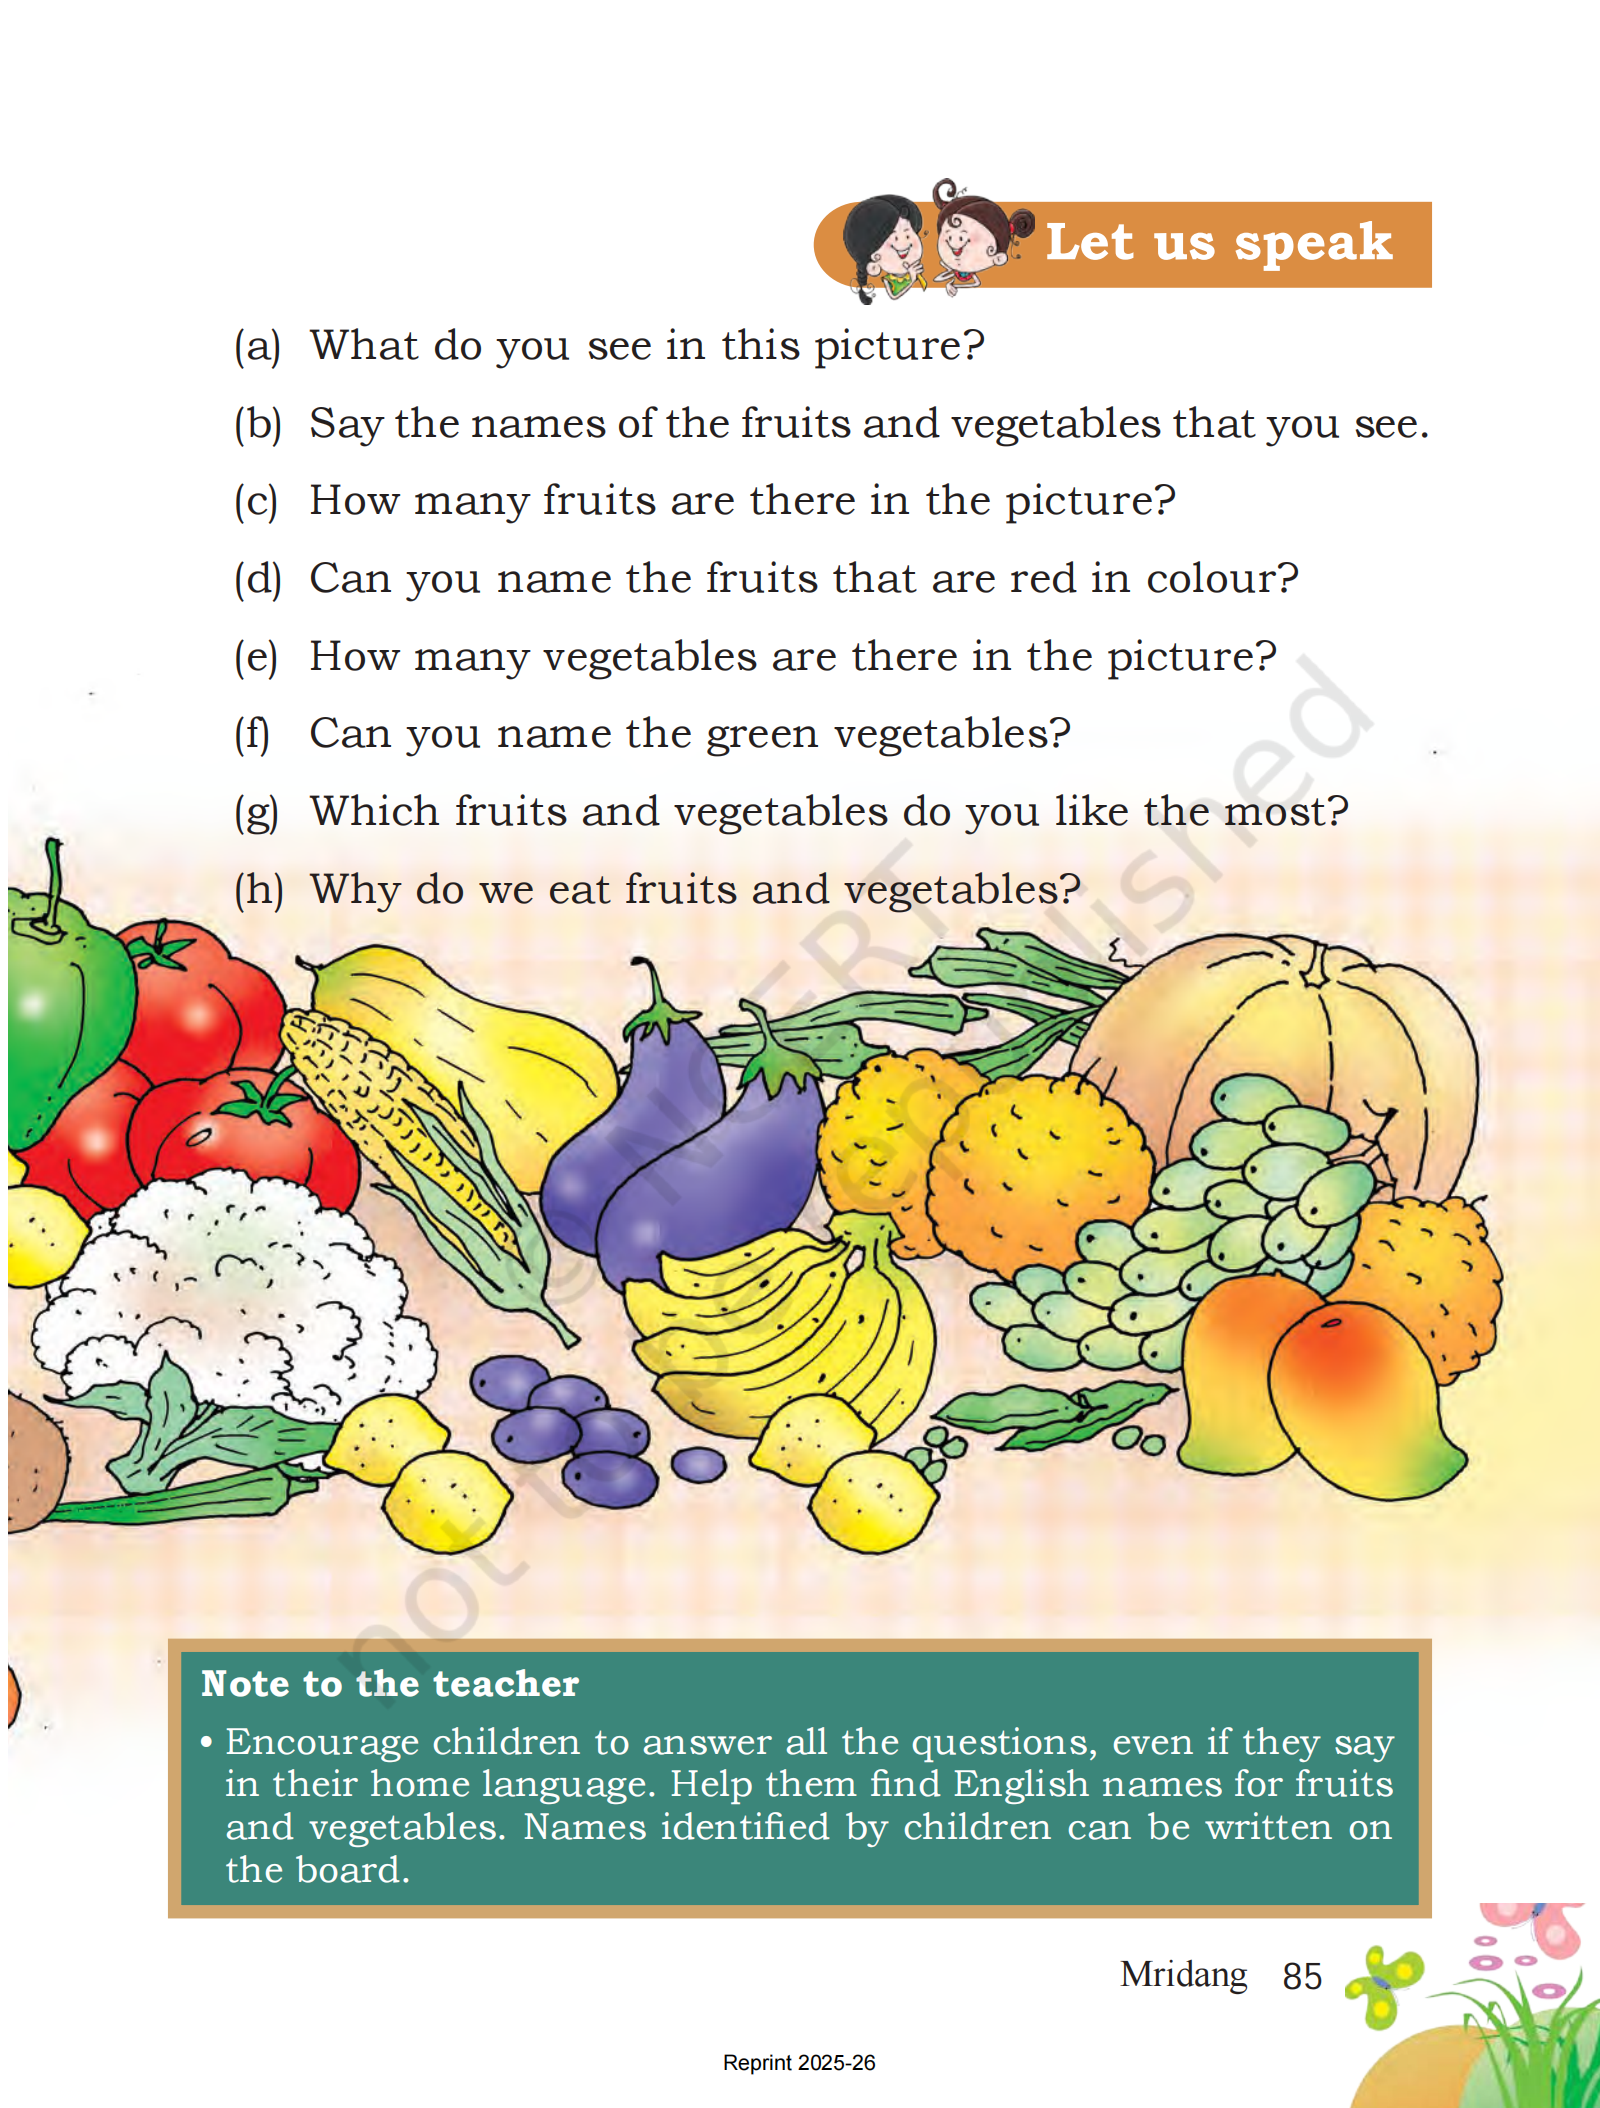 Let us speak
(a) What do you see in this picture?
(b) Say the names of the fruits and vegetables that you see.
(c) How many fruits are there in the picture?
(d) Can you name the fruits that are red in colour?
(e) How many vegetables are there in the picture?
(f) Can you name the green vegetables?
(g) Which fruits and vegetables do you like the most?
(h) Why do we eat fruits and vegetables?
© NCERT
not to be republished
Note to the teacher
• Encourage children to answer all the questions, even if they say
in their home language. Help them find English names for fruits
and vegetables. Names identified by children can be written on
the board.
Mridang 85
Reprint 2025-26